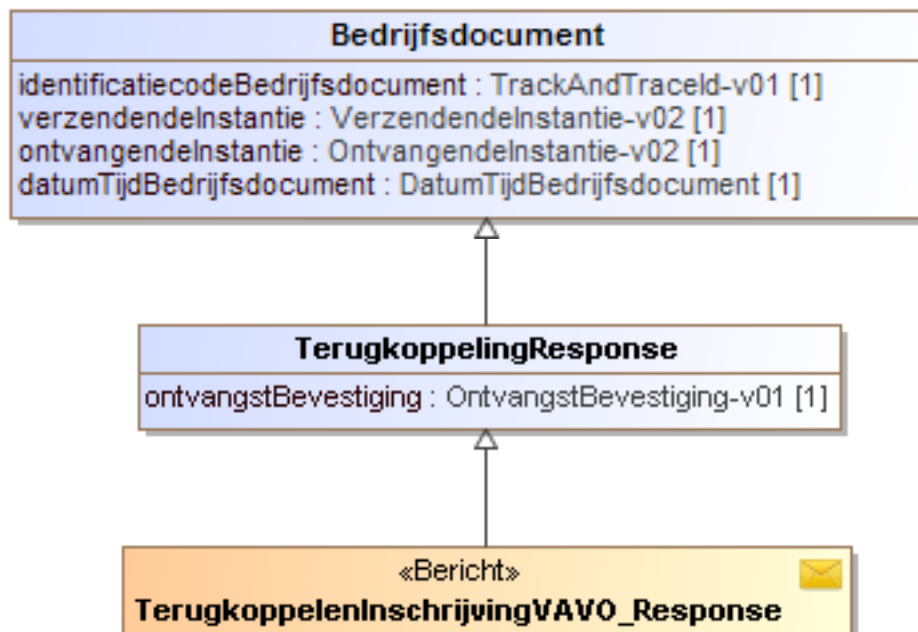 Bedrijfsdocument
identificatiecodeBedrijfsdocument : TrackAndTraceId-v01 [1]
verzendendeInstantie : VerzendendeInstantie-v02 [1]
ontvangendeInstantie : OntvangendeInstantie-v02 [1]
datumTijdBedrijfsdocument : DatumTijdBedrijfsdocument [1]
TerugkoppelingResponse
ontvangstBevestiging : OntvangstBevestiging-v01 [1]
«Bericht»
TerugkoppelenInschrijvingVAVO_Response